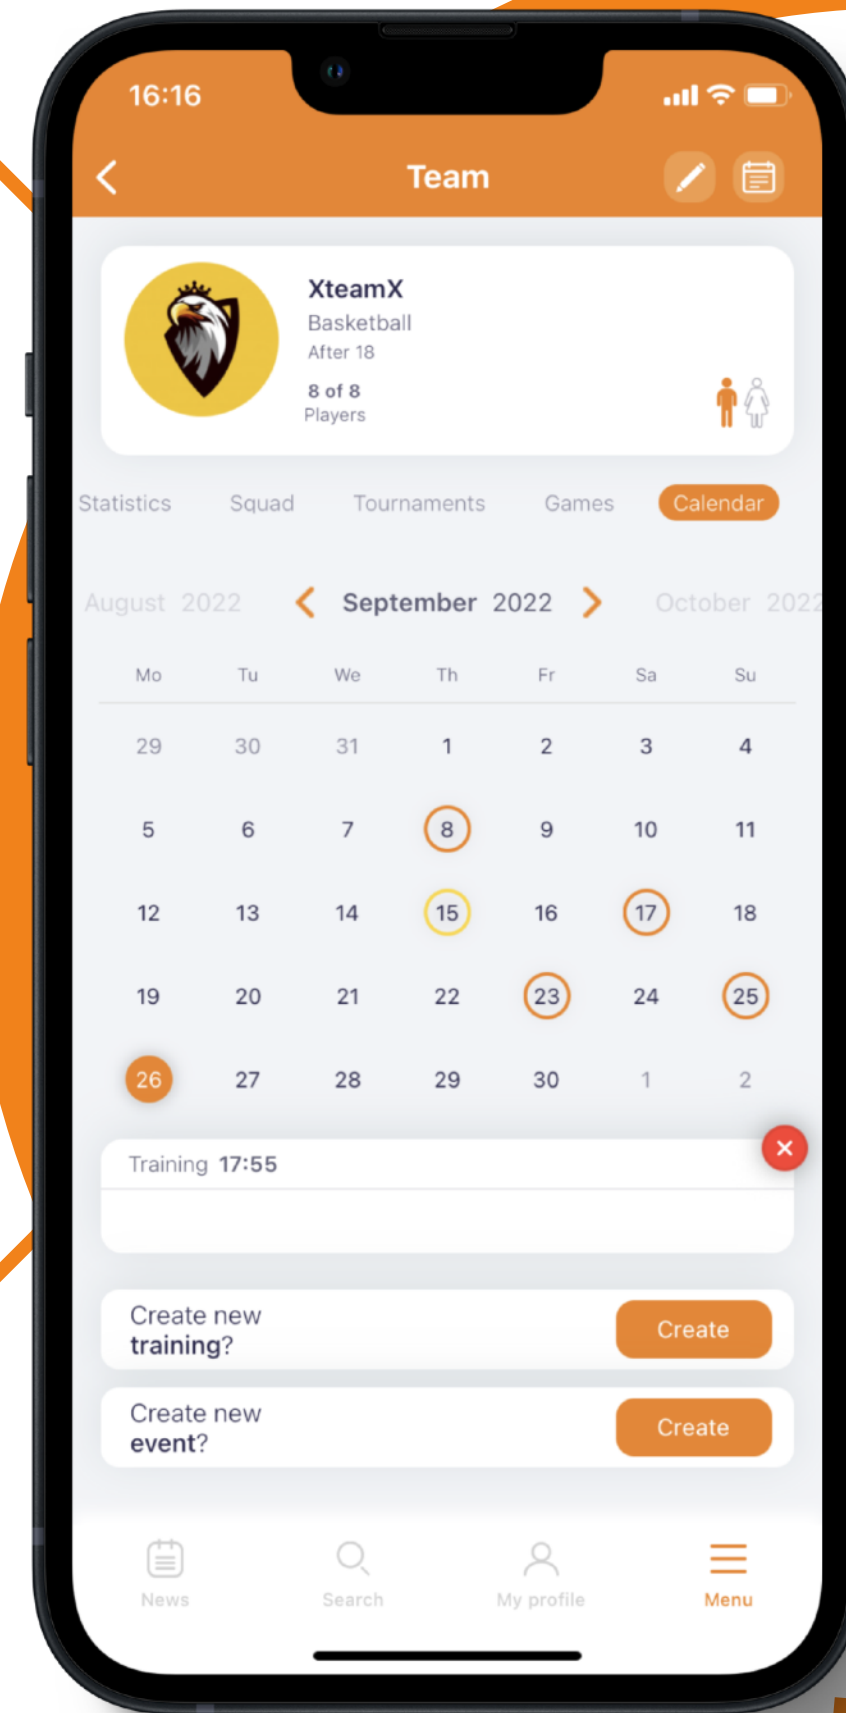 16:16
Team
XteamX
Basketball
After 18
8 of 8
Players
Statistics Squad Tournaments Games Calendar
August 2022 September 2022 October 2022
Mo Tu We Th Fr Sa Su
29 30 31 1 2 3 4
5 6 7 8 9 10 11
12 13 14 15 16 17 18
19 20 21 22 23 24 25
26 27 28 29 30 1 2
Training 17:55
Create new
training?
Create
Create new
event?
Create
News Search My profile Menu